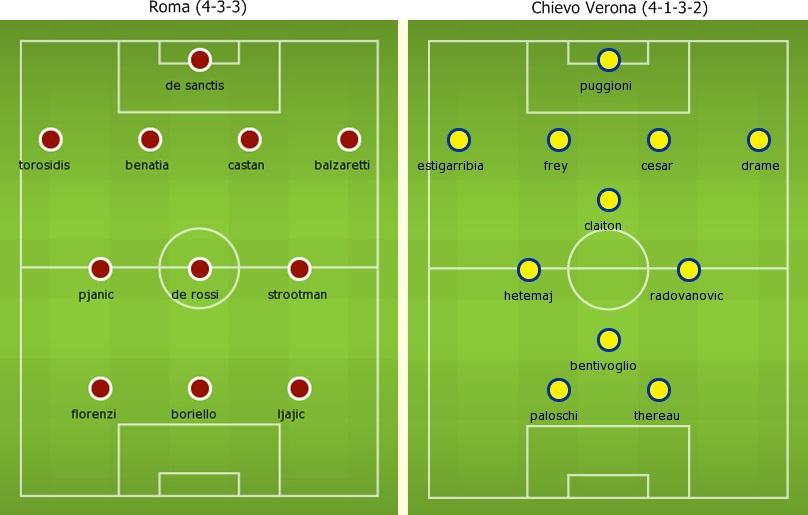 Roma (4-3-3)
de sanctis
torosidis benatia castan balzaretti
pjanic de rossi strootman
florenzi boriello ljajic
Chievo Verona (4-1-3-2)
puggioni
estigarribia frey cesar drame
claiton
hetemaj radovanovic
bentivoglio
paloschi thereau